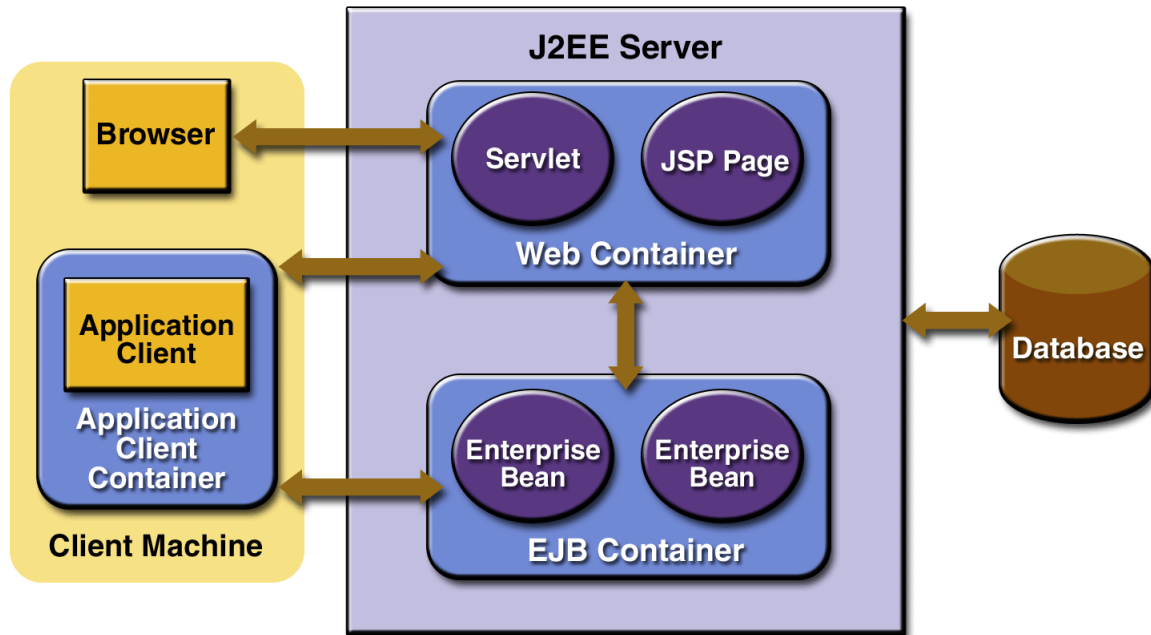 J2EE Server
Browser
Servlet
JSP Page
Web Container
Application
Client
Application
Client
Container
Client Machine
Enterprise
Bean
Enterprise
Bean
EJB Container
Database